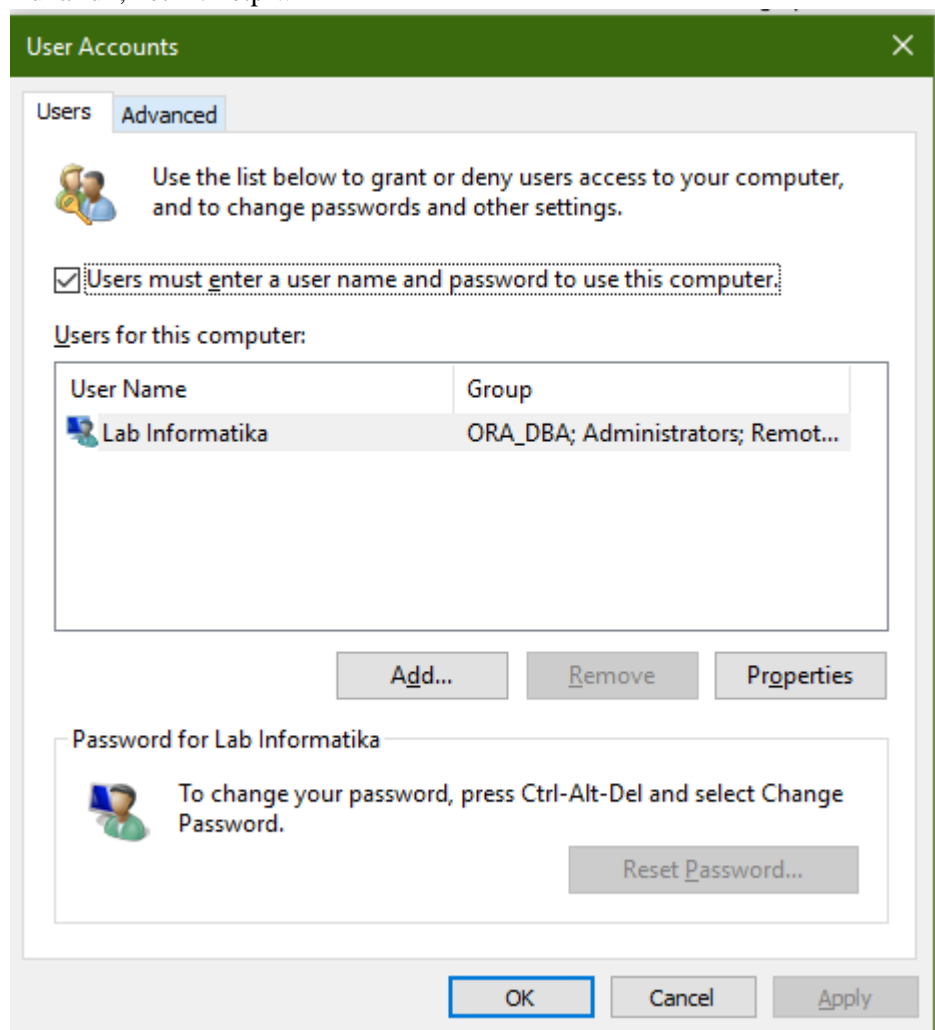 User Accounts
Users
Advanced
Use the list below to grant or deny users access to your computer,
and to change passwords and other settings.
Users must enter a user name and password to use this computer.
Users for this computer:
User Name Group
Lab Informatika ORA_DBA; Administrators; Remot...
Add... Remove Properties
Password for Lab Informatika
To change your password, press Ctrl-Alt-Del and select Change
Password.
Reset Password...
OK Cancel Apply